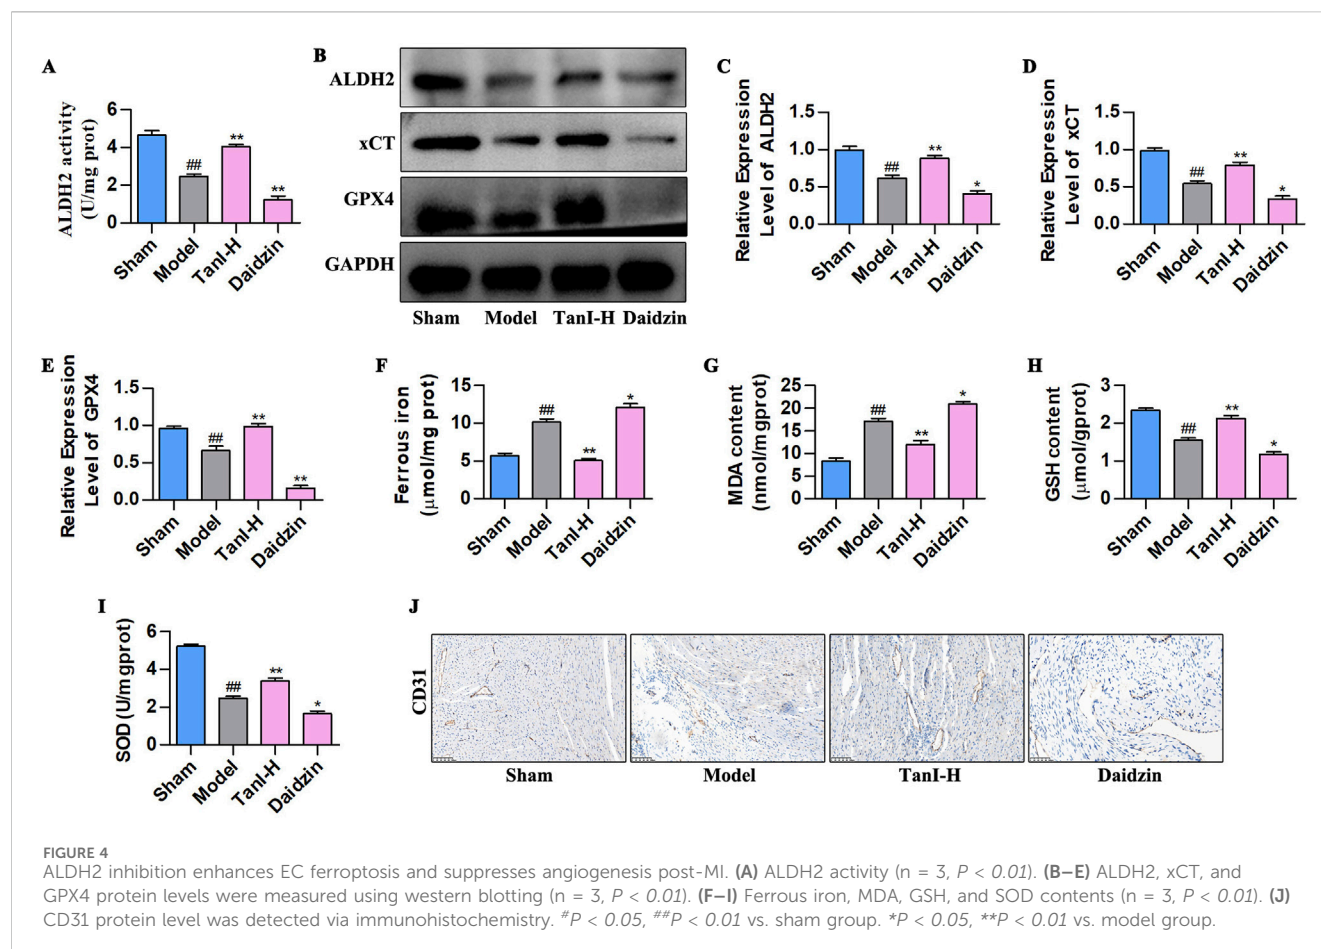 A
ALDH2 activity
(U/mg prot)
6
4
2
0
##
**
**
Sham
Model
TanI-H
Daidzin
B
ALDH2
xCT
GPX4
GAPDH
Sham Model TanI-H Daidzin
C
Relative Expression
Level of ALDH2
1.5
1.0
0.5
0.0
##
**
*
Sham
Model
TanI-H
Daidzin
D
Relative Expression
Level of xCT
1.5
1.0
0.5
0.0
##
**
*
Sham
Model
TanI-H
Daidzin
E
Relative Expression
Level of GPX4
1.5
1.0
0.5
0.0
##
**
**
Sham
Model
TanI-H
Daidzin
F
Ferrous iron
(μmol/mg prot)
15
10
5
0
##
**
*
Sham
Model
TanI-H
Daidzin
G
MDA content
(nmol/mgprot)
25
20
15
10
5
0
##
**
*
Sham
Model
TanI-H
Daidzin
H
GSH content
(μmol/gprot)
3
2
1
0
##
**
*
Sham
Model
TanI-H
Daidzin
I
SOD (U/mgprot)
6
4
2
0
##
**
*
Sham
Model
TanI-H
Daidzin
J
CD31
Sham Model TanI-H Daidzin
FIGURE 4
ALDH2 inhibition enhances EC ferroptosis and suppresses angiogenesis post-MI. (A) ALDH2 activity (n = 3, P < 0.01). (B–E) ALDH2, xCT, and
GPX4 protein levels were measured using western blotting (n = 3, P < 0.01). (F–I) Ferrous iron, MDA, GSH, and SOD contents (n = 3, P < 0.01). (J)
CD31 protein level was detected via immunohistochemistry. #P < 0.05, ##P < 0.01 vs. sham group. *P < 0.05, **P < 0.01 vs. model group.